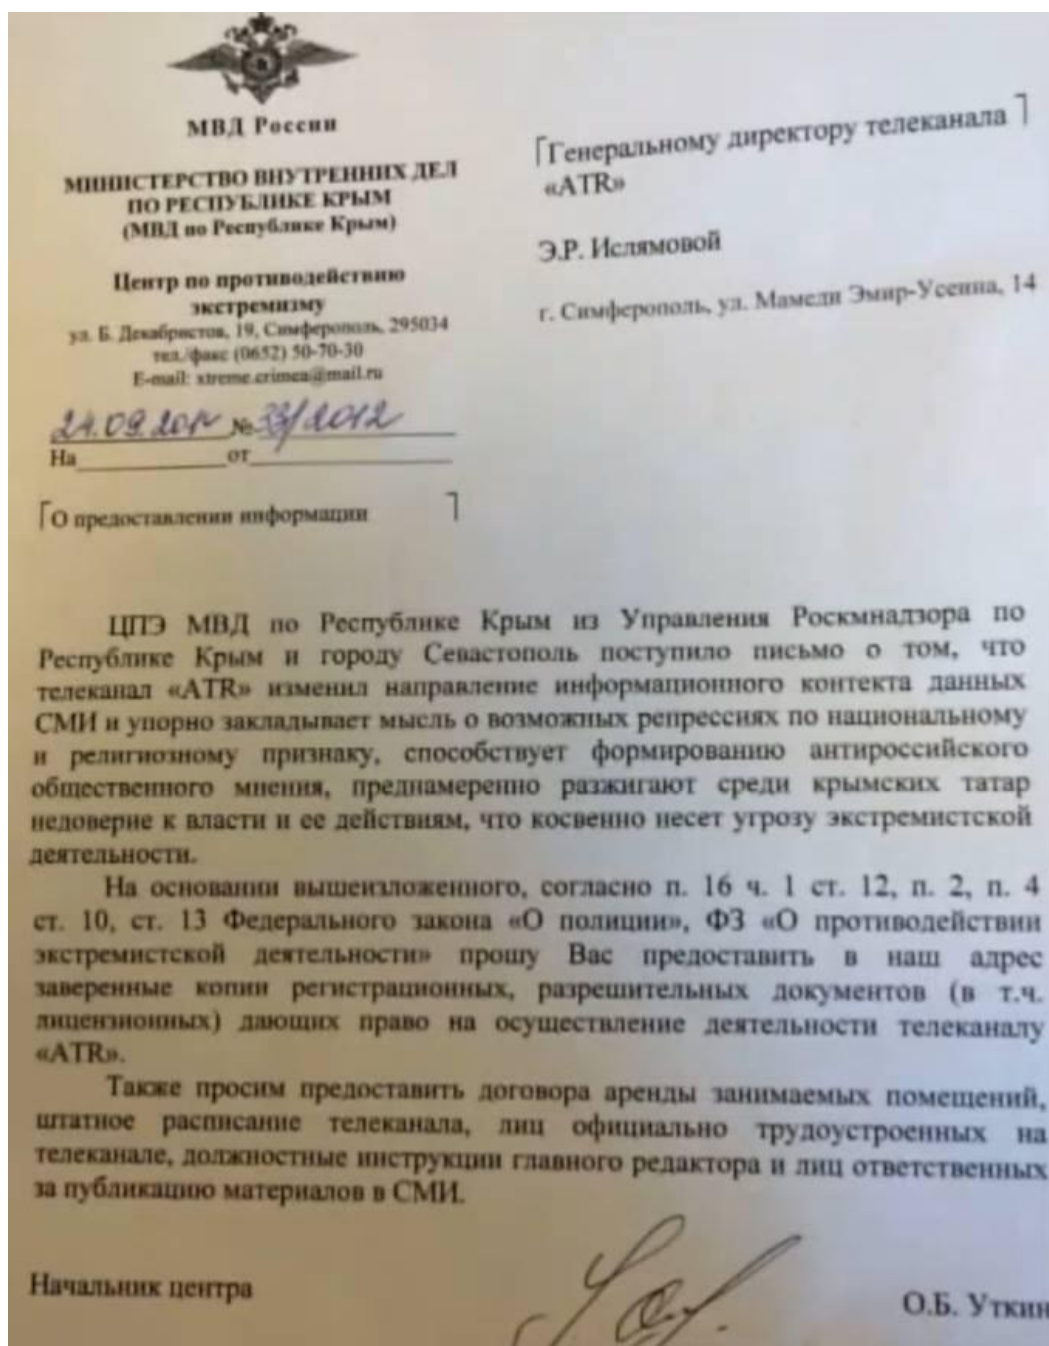 МВД России
МИНИСТЕРСТВО ВНУТРЕННИХ ДЕЛ
ПО РЕСПУБЛИКЕ КРЫМ
(МВД по Республике Крым)
Центр по противодействию
экстремизму
ул. Б. Декабристов, 19, Симферополь, 295034
тел./факс (0652) 50-70-30
E-mail: xtreme.crimea@mail.ru
24.09.2014 № 33/2012
На от
О предоставлении информации
Генеральному директору телеканала
«ATR»
Э.Р. Ислямовой
г. Симферополь, ул. Мамеди Эмир-Усеина, 14
ЦПЭ МВД по Республике Крым из Управления Роскмнадзора по
Республике Крым и городу Севастополь поступило письмо о том, что
телеканал «ATR» изменил направление информационного контекта данных
СМИ и упорно закладывает мысль о возможных репрессиях по национальному
и религиозному признаку, способствует формированию антироссийского
общественного мнения, преднамеренно разжигают среди крымских татар
недоверие к власти и ее действиям, что косвенно несет угрозу экстремистской
деятельности.
На основании вышеизложенного, согласно п. 16 ч. 1 ст. 12, п. 2, п. 4
ст. 10, ст. 13 Федерального закона «О полиции», ФЗ «О противодействии
экстремистской деятельности» прошу Вас предоставить в наш адрес
заверенные копии регистрационных, разрешительных документов (в т.ч.
лицензионных) дающих право на осуществление деятельности телеканалу
«ATR».
Также просим предоставить договора аренды занимаемых помещений,
штатное расписание телеканала, лиц официально трудоустроенных на
телеканале, должностные инструкции главного редактора и лиц ответственных
за публикацию материалов в СМИ.
Начальник центра
О.Б. Уткин